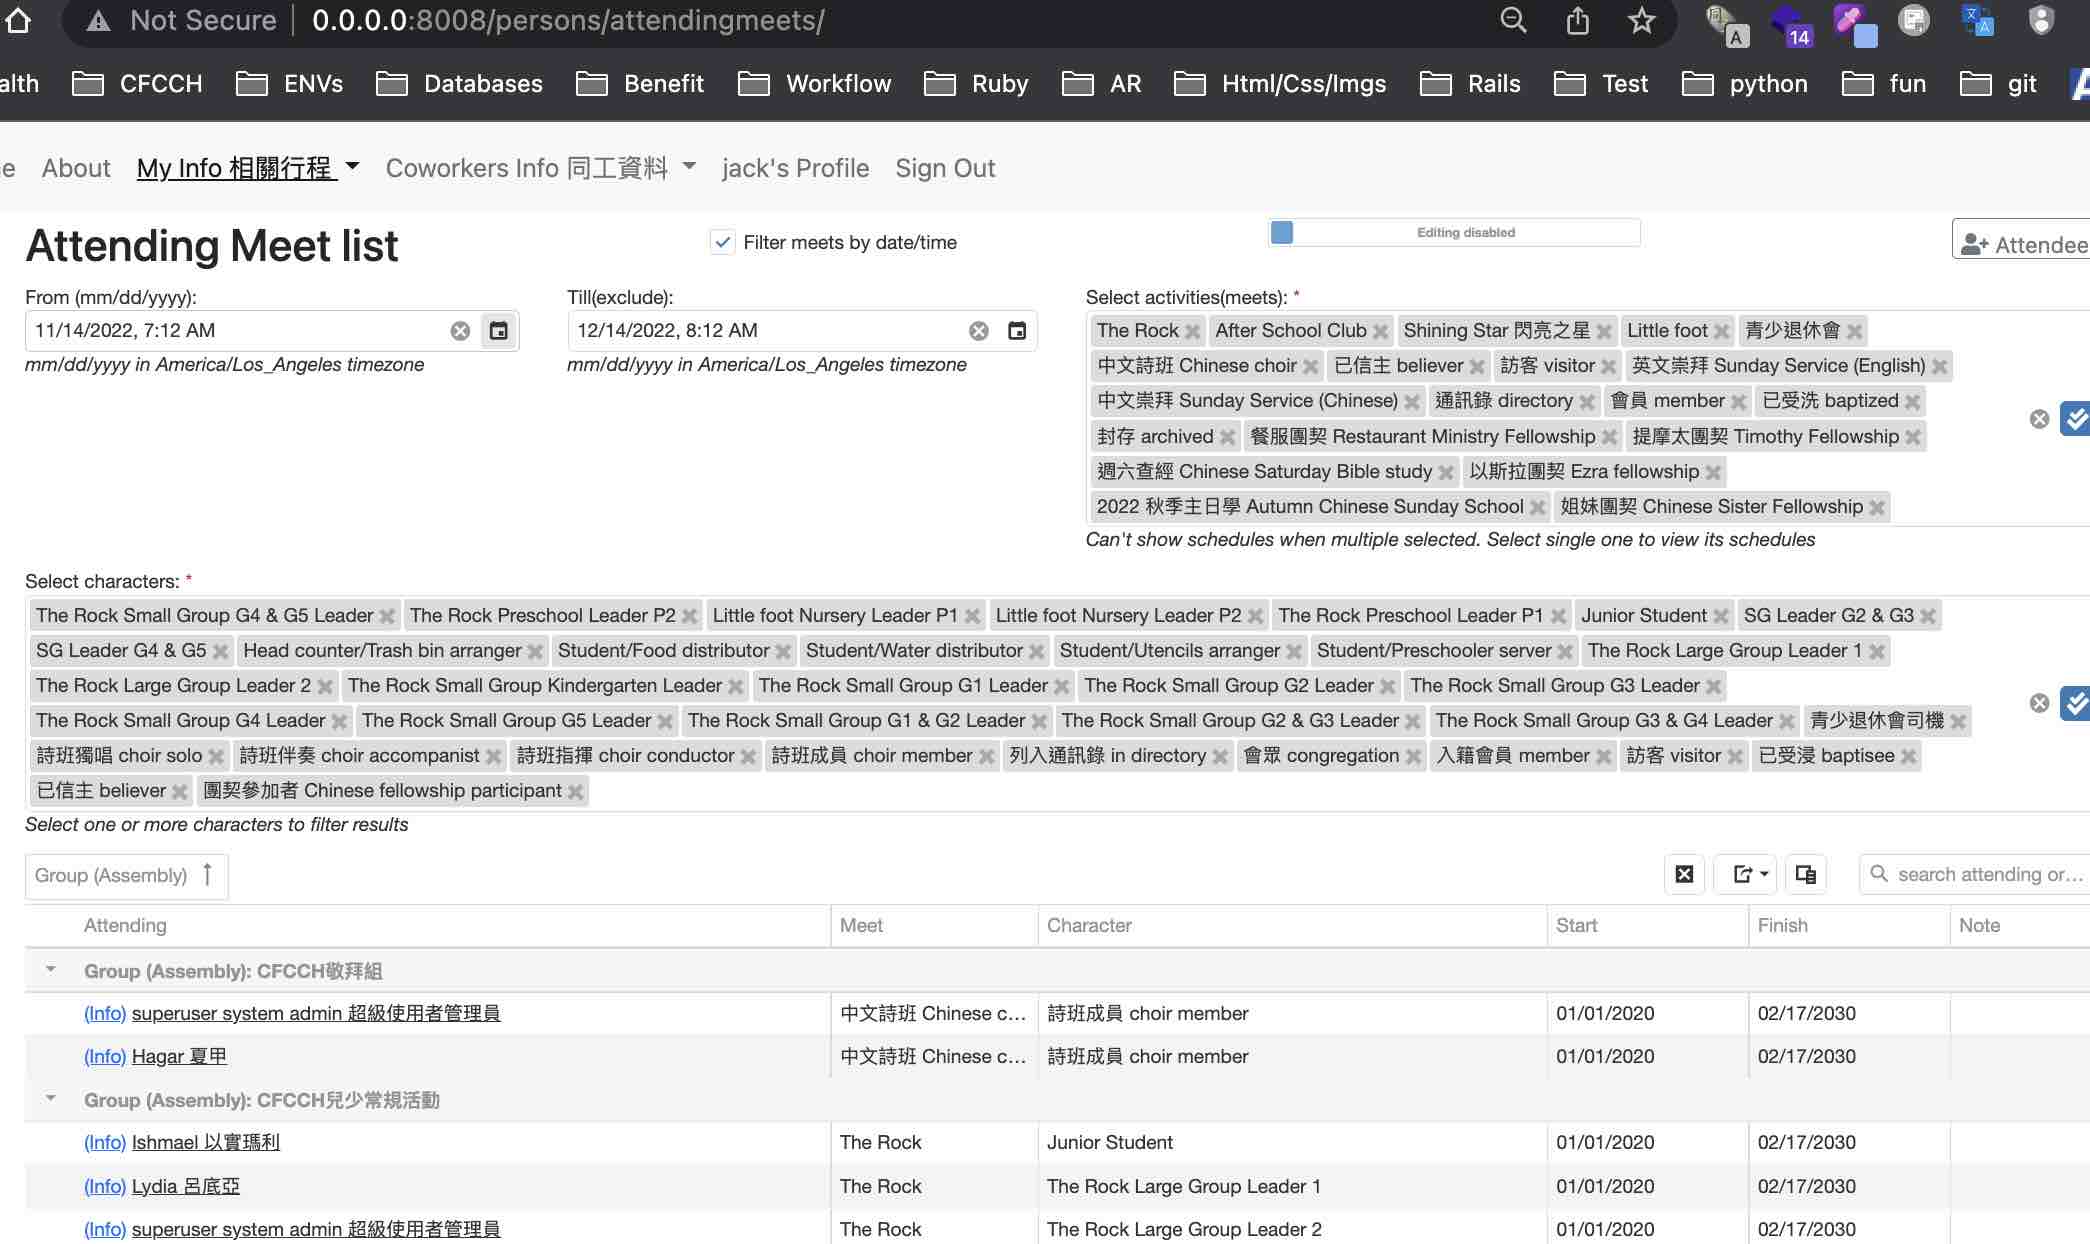 Not Secure 0.0.0.0:8008/persons/attendingmeets/
A 14
alth CFCCH ENVs Databases Benefit Workflow Ruby AR Html/Css/Imgs Rails Test python fun git
e About My Info 相關行程 Coworkers Info 同工資料 jack's Profile Sign Out
Attending Meet list
Filter meets by date/time
Editing disabled
Attendee
From (mm/dd/yyyy):
11/14/2022, 7:12 AM
mm/dd/yyyy in America/Los_Angeles timezone
Till(exclude):
12/14/2022, 8:12 AM
mm/dd/yyyy in America/Los_Angeles timezone
Select activities(meets): *
The Rock After School Club Shining Star 閃亮之星 Little foot 青少退休會
中文詩班 Chinese choir 已信主 believer 訪客 visitor 英文崇拜 Sunday Service (English)
中文崇拜 Sunday Service (Chinese) 通訊錄 directory 會員 member 已受洗 baptized
封存 archived 餐服團契 Restaurant Ministry Fellowship 提摩太團契 Timothy Fellowship
週六查經 Chinese Saturday Bible study 以斯拉團契 Ezra fellowship
2022 秋季主日學 Autumn Chinese Sunday School 姐妹團契 Chinese Sister Fellowship
Can't show schedules when multiple selected. Select single one to view its schedules
Select characters: *
The Rock Small Group G4 & G5 Leader The Rock Preschool Leader P2 Little foot Nursery Leader P1 Little foot Nursery Leader P2 The Rock Preschool Leader P1 Junior Student SG Leader G2 & G3
SG Leader G4 & G5 Head counter/Trash bin arranger Student/Food distributor Student/Water distributor Student/Utencils arranger Student/Preschooler server The Rock Large Group Leader 1
The Rock Large Group Leader 2 The Rock Small Group Kindergarten Leader The Rock Small Group G1 Leader The Rock Small Group G2 Leader The Rock Small Group G3 Leader
The Rock Small Group G4 Leader The Rock Small Group G5 Leader The Rock Small Group G1 & G2 Leader The Rock Small Group G2 & G3 Leader The Rock Small Group G3 & G4 Leader 青少退休會司機
詩班獨唱 choir solo 詩班伴奏 choir accompanist 詩班指揮 choir conductor 詩班成員 choir member 列入通訊錄 in directory 會眾 congregation 入籍會員 member 訪客 visitor 已受浸 baptisee
已信主 believer 團契參加者 Chinese fellowship participant
Select one or more characters to filter results
Group (Assembly)
search attending or...
Attending Meet Character Start Finish Note
Group (Assembly): CFCCH敬拜組
(Info) superuser system admin 超級使用者管理員 中文詩班 Chinese c... 詩班成員 choir member 01/01/2020 02/17/2030
(Info) Hagar 夏甲 中文詩班 Chinese c... 詩班成員 choir member 01/01/2020 02/17/2030
Group (Assembly): CFCCH兒少常規活動
(Info) Ishmael 以實瑪利 The Rock Junior Student 01/01/2020 02/17/2030
(Info) Lydia 呂底亞 The Rock The Rock Large Group Leader 1 01/01/2020 02/17/2030
(Info) superuser system admin 超級使用者管理員 The Rock The Rock Large Group Leader 2 01/01/2020 02/17/2030